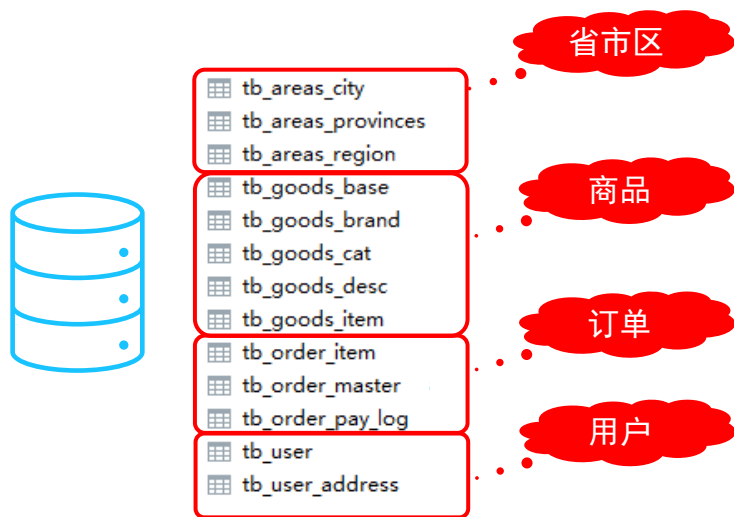 省市区
tb_areas_city
tb_areas_provinces
tb_areas_region
商品
tb_goods_base
tb_goods_brand
tb_goods_cat
tb_goods_desc
tb_goods_item
订单
tb_order_item
tb_order_master
tb_order_pay_log
用户
tb_user
tb_user_address